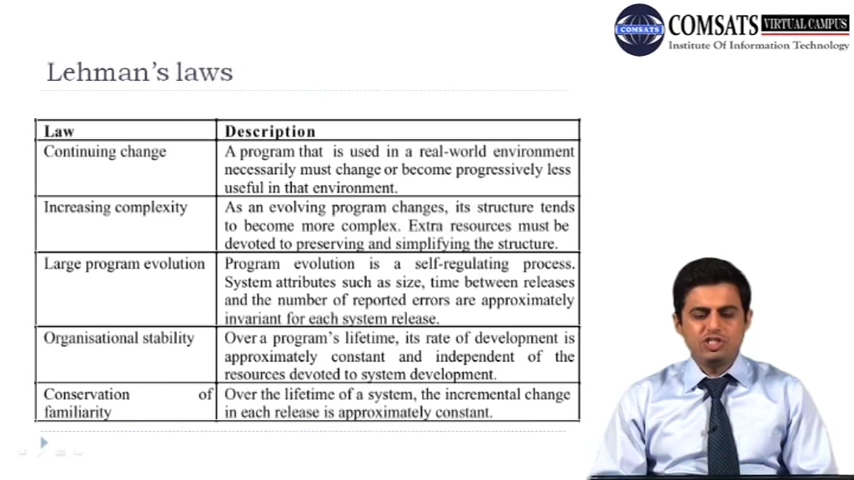 COMSATS
COMSATS VIRTUAL CAMPUS
Institute Of Information Technology
Lehman's laws
Law Description
Continuing change A program that is used in a real-world environment
necessarily must change or become progressively less
useful in that environment.
Increasing complexity As an evolving program changes, its structure tends
to become more complex. Extra resources must be
devoted to preserving and simplifying the structure.
Large program evolution Program evolution is a self-regulating process.
System attributes such as size, time between releases
and the number of reported errors are approximately
invariant for each system release.
Organisational stability Over a program's lifetime, its rate of development is
approximately constant and independent of the
resources devoted to system development.
Conservation of Over the lifetime of a system, the incremental change
familiarity in each release is approximately constant.